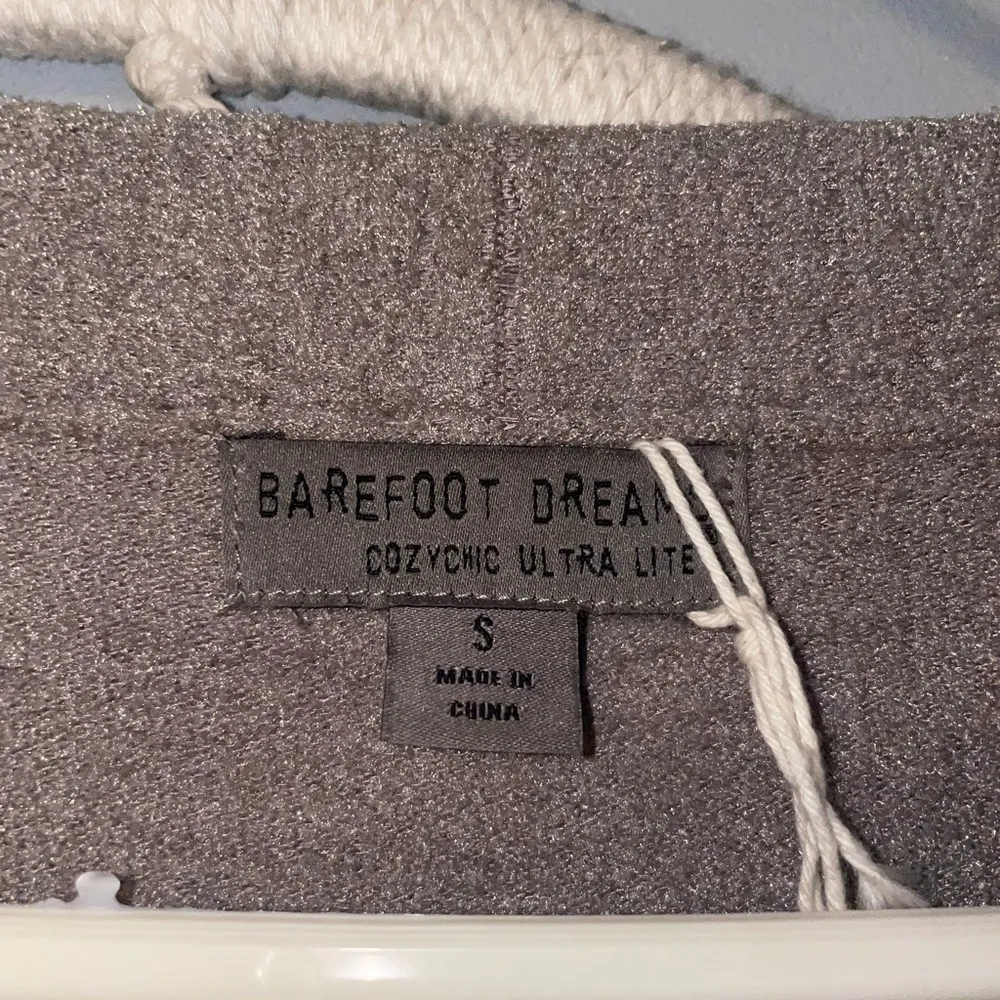 BAREFOOT DREAMS
COZYCHIC ULTRA LITE
S
MADE IN
CHINA